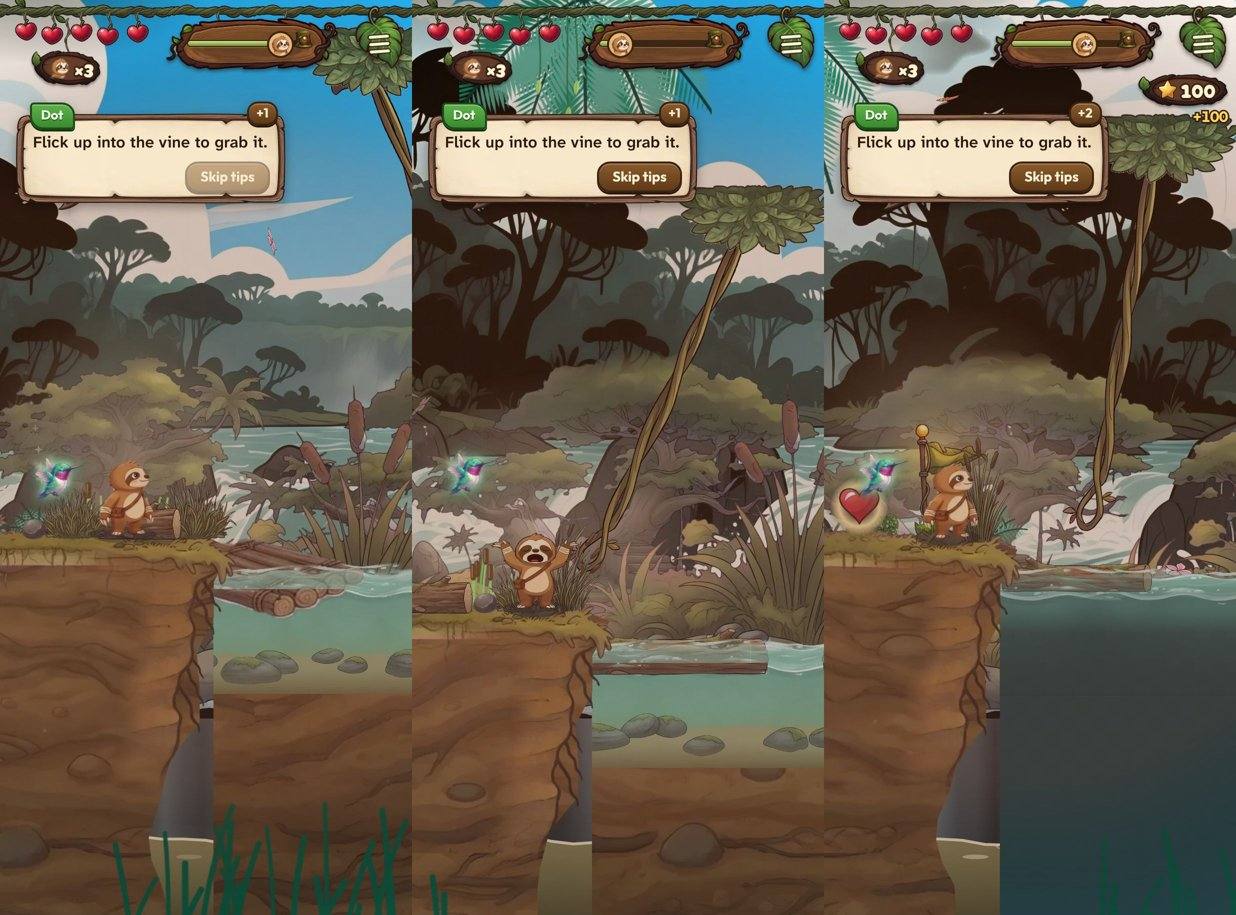 ×3
Dot
+1
Flick up into the vine to grab it.
Skip tips
×3
Dot
+1
Flick up into the vine to grab it.
Skip tips
×3
100
+100
Dot
+2
Flick up into the vine to grab it.
Skip tips